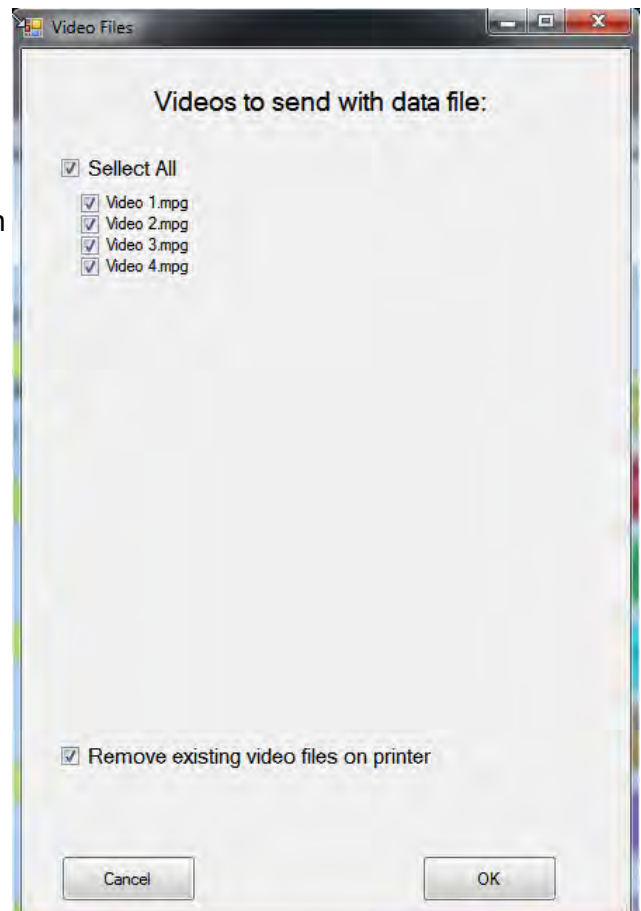 Video Files
Videos to send with data file:
Sellect All
Video 1.mpg
Video 2.mpg
Video 3.mpg
Video 4.mpg
Remove existing video files on printer
Cancel
OK